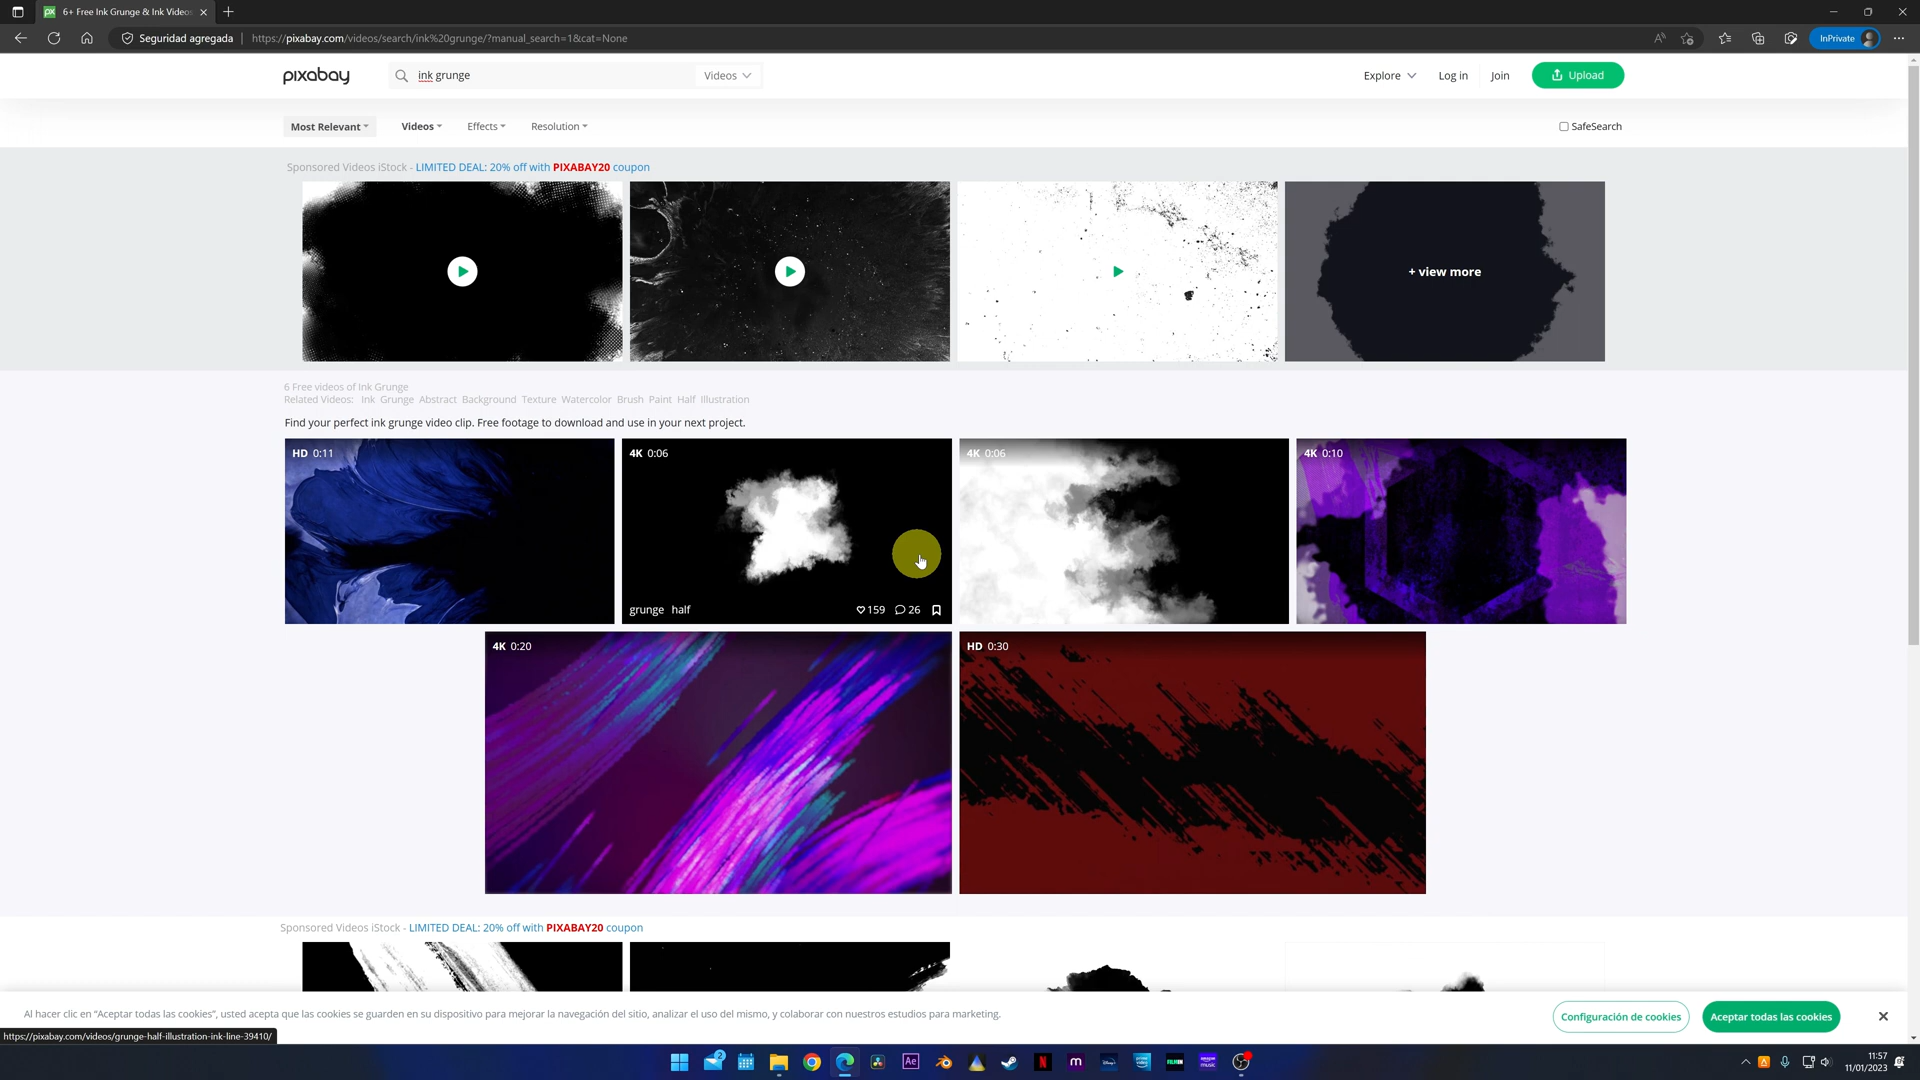 6+ Free Ink Grunge & Ink Videos
Seguridad agregada
https://pixabay.com/videos/search/ink%20grunge/?manual_search=1&cat=None
InPrivate
pixabay
ink grunge
Videos
Explore
Log in
Join
Upload
Most Relevant
Videos
Effects
Resolution
SafeSearch
Sponsored Videos iStock - LIMITED DEAL: 20% off with PIXABAY20 coupon
+ view more
6 Free videos of Ink Grunge
Related Videos: Ink Grunge Abstract Background Texture Watercolor Brush Paint Half Illustration
Find your perfect ink grunge video clip. Free footage to download and use in your next project.
HD 0:11
4K 0:06
4K 0:06
4K 0:10
grunge half
159
26
4K 0:20
HD 0:30
Sponsored Videos iStock - LIMITED DEAL: 20% off with PIXABAY20 coupon
Al hacer clic en “Aceptar todas las cookies”, usted acepta que las cookies se guarden en su dispositivo para mejorar la navegación del sitio, analizar el uso del mismo, y colaborar con nuestros estudios para marketing.
Configuración de cookies
Aceptar todas las cookies
https://pixabay.com/videos/grunge-half-illustration-ink-line-39410/
2
Ae
11:57
11/01/2023